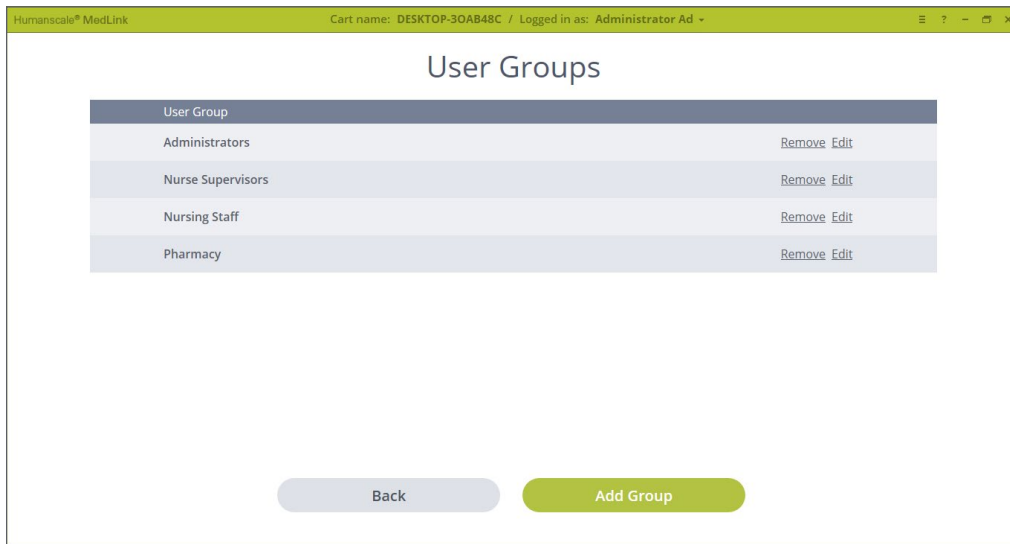 Humanscale® MedLink Cart name: DESKTOP-3OAB48C / Logged in as: Administrator Ad ?
User Groups
User Group
Administrators Remove Edit
Nurse Supervisors Remove Edit
Nursing Staff Remove Edit
Pharmacy Remove Edit
Back Add Group